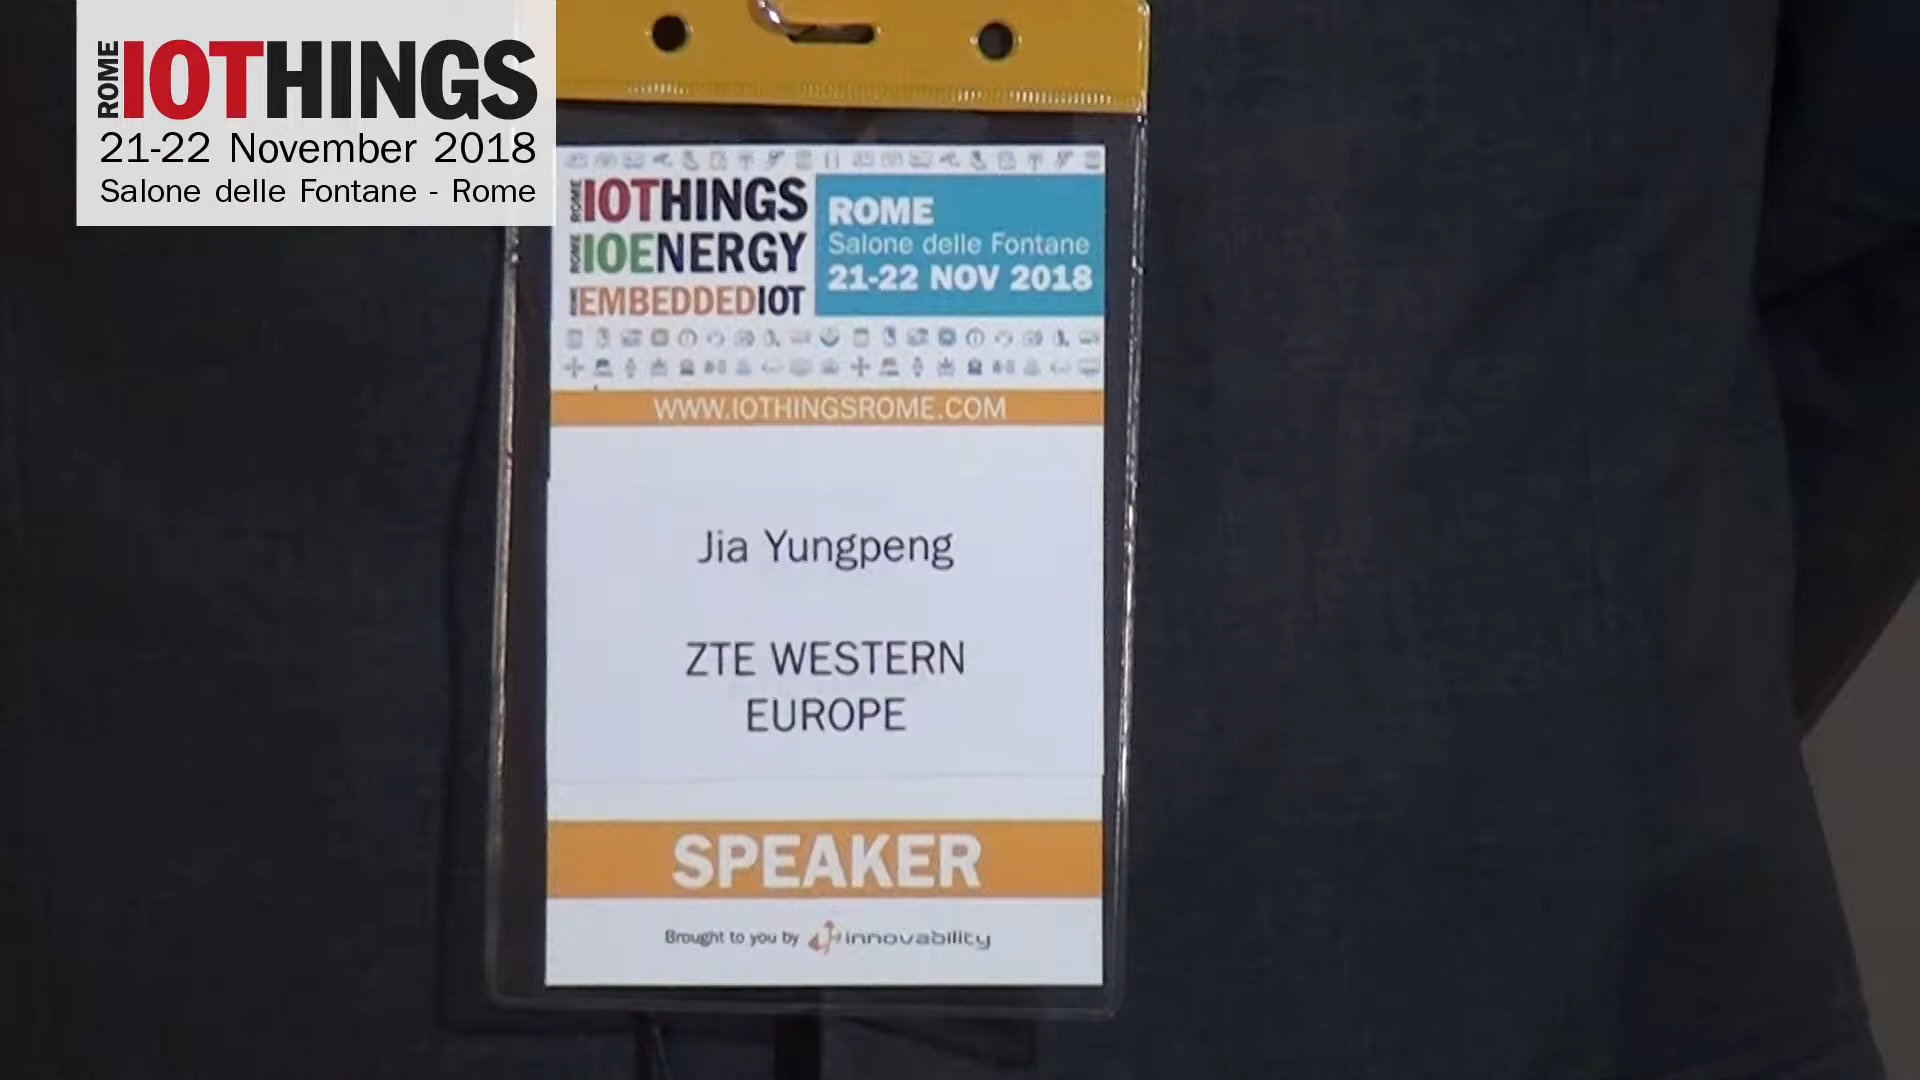 ROME IOTHINGS
21-22 November 2018
Salone delle Fontane - Rome
ROME IOTHINGS
ROME IOENERGY
ROME EMBEDDEDIOT
ROME
Salone delle Fontane
21-22 NOV 2018
WWW.IOTHINGSROME.COM
Jia Yungpeng
ZTE WESTERN
EUROPE
SPEAKER
Brought to you by innovability